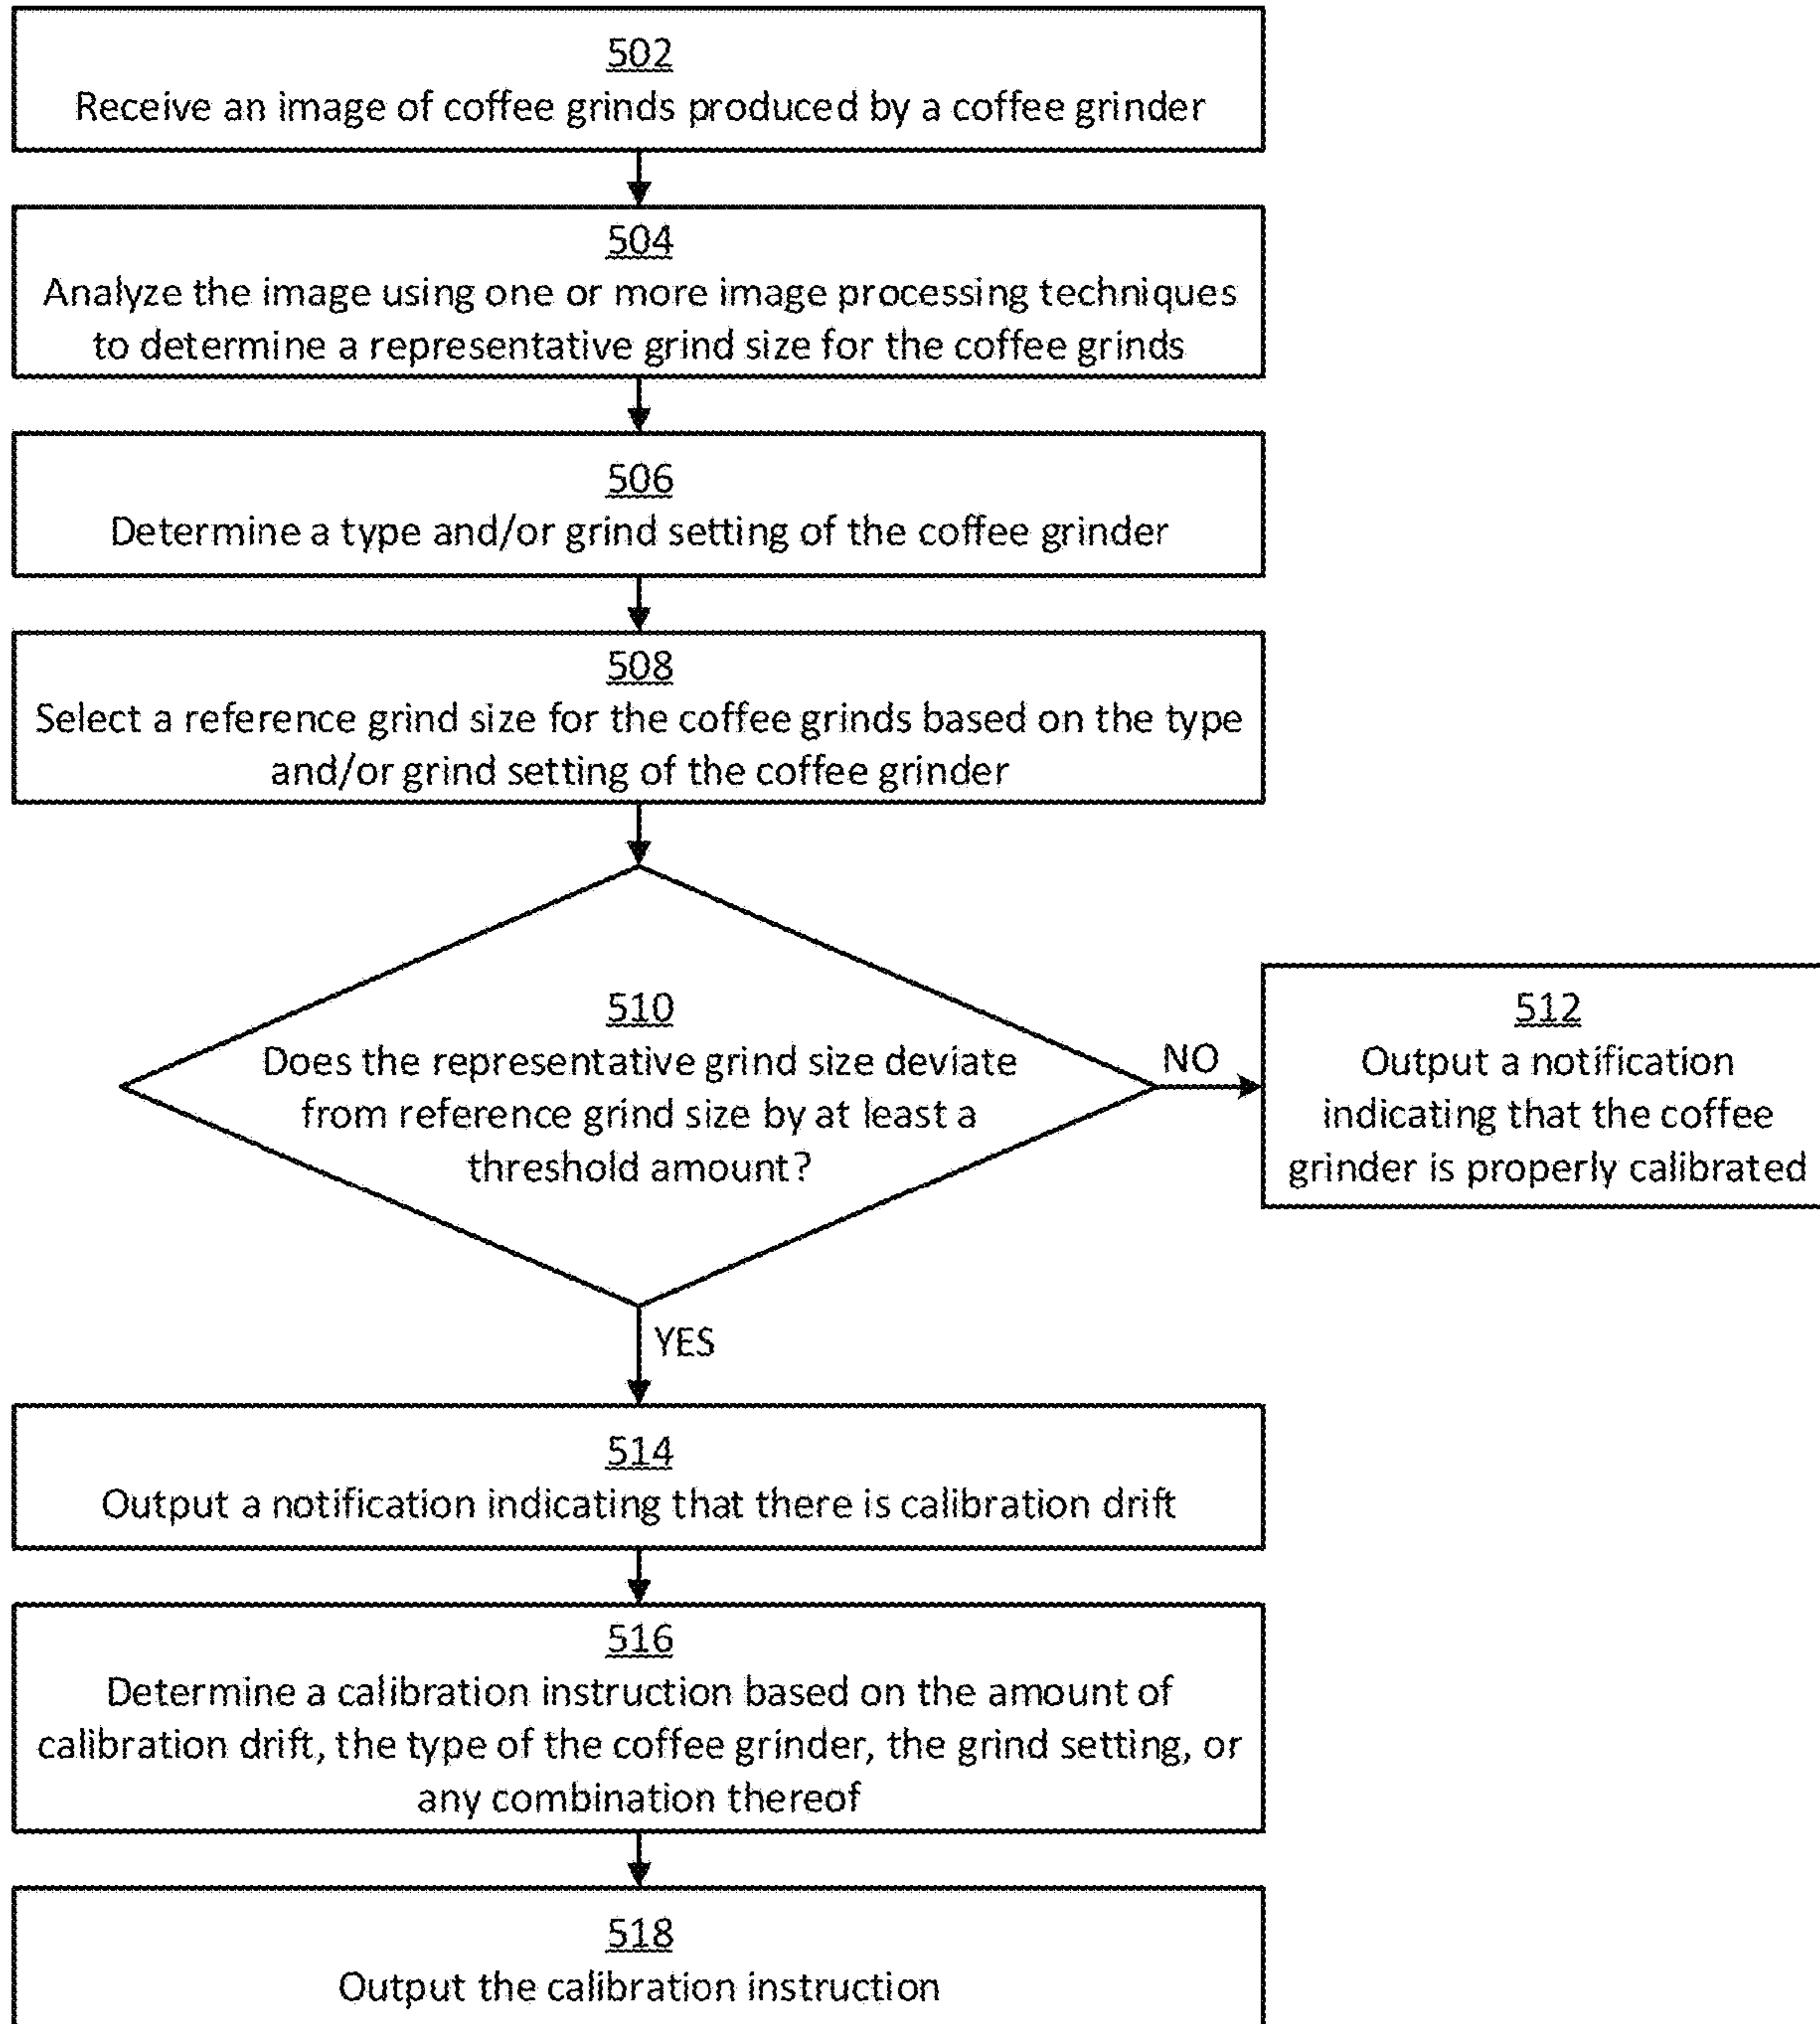 502
Receive an image of coffee grinds produced by a coffee grinder
504
Analyze the image using one or more image processing techniques
to determine a representative grind size for the coffee grinds
506
Determine a type and/or grind setting of the coffee grinder
508
Select a reference grind size for the coffee grinds based on the type
and/or grind setting of the coffee grinder
510
Does the representative grind size deviate
from reference grind size by at least a
threshold amount?
NO
512
Output a notification
indicating that the coffee
grinder is properly calibrated
YES
514
Output a notification indicating that there is calibration drift
516
Determine a calibration instruction based on the amount of
calibration drift, the type of the coffee grinder, the grind setting, or
any combination thereof
518
Output the calibration instruction